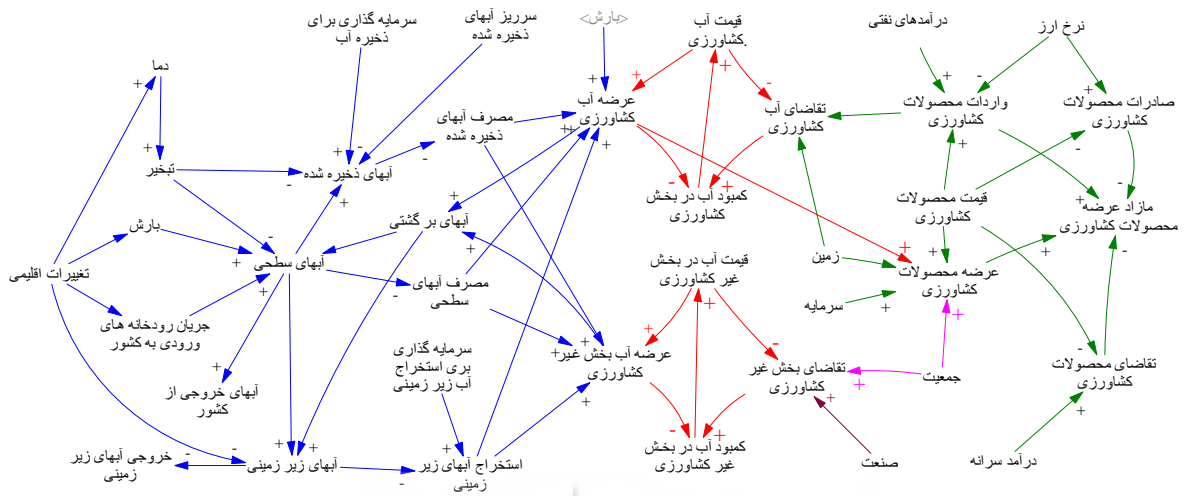 سرمایه گذاری برای
ذخیره آب
سرریز آبهای
ذخیره شده
<بارش>
قیمت آب
کشاورزی.
درآمدهای نفتی
نرخ ارز
دما
مصرف آبهای
ذخیره شده
عرضه آب
کشاورزی
تقاضای آب
کشاورزی
واردات محصولات
کشاورزی
صادرات محصولات
کشاورزی
تبخیر
آبهای ذخیره شده
کمبود آب در بخش
کشاورزی
قیمت محصولات
کشاورزی
مازاد عرضه
محصولات کشاورزی
بارش
آبهای بر گشتی
آبهای سطحی
تغییرات اقلیمی
مصرف آبهای
سطحی
قیمت آب در بخش
غیر کشاورزی
زمین
عرضه محصولات
کشاورزی
سرمایه
جریان رودخانه های
ورودی به کشور
سرمایه گذاری
بری استخراج
آب زیر زمینی
عرضه آب بخش غیر
کشاورزی
تقاضای بخش غیر
کشاورزی
جمعیت
تقاضای محصولات
کشاورزی
آبهای خروجی از
کشور
کمبود آب در بخش
غیر کشاورزی
صنعت
درآمد سرانه
خروجی آبهای زیر
زمینی
آبهای زیر زمینی
استخراج آبهای زیر
زمینی